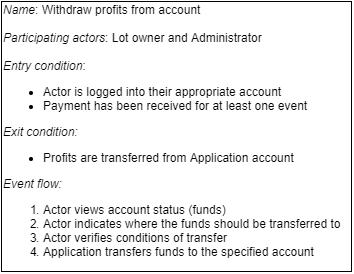 Name: Withdraw profits from account
Participating actors: Lot owner and Administrator
Entry condition:
• Actor is logged into their appropriate account
• Payment has been received for at least one event
Exit condition:
• Profits are transferred from Application account
Event flow:
1. Actor views account status (funds)
2. Actor indicates where the funds should be transferred to
3. Actor verifies conditions of transfer
4. Application transfers funds to the specified account